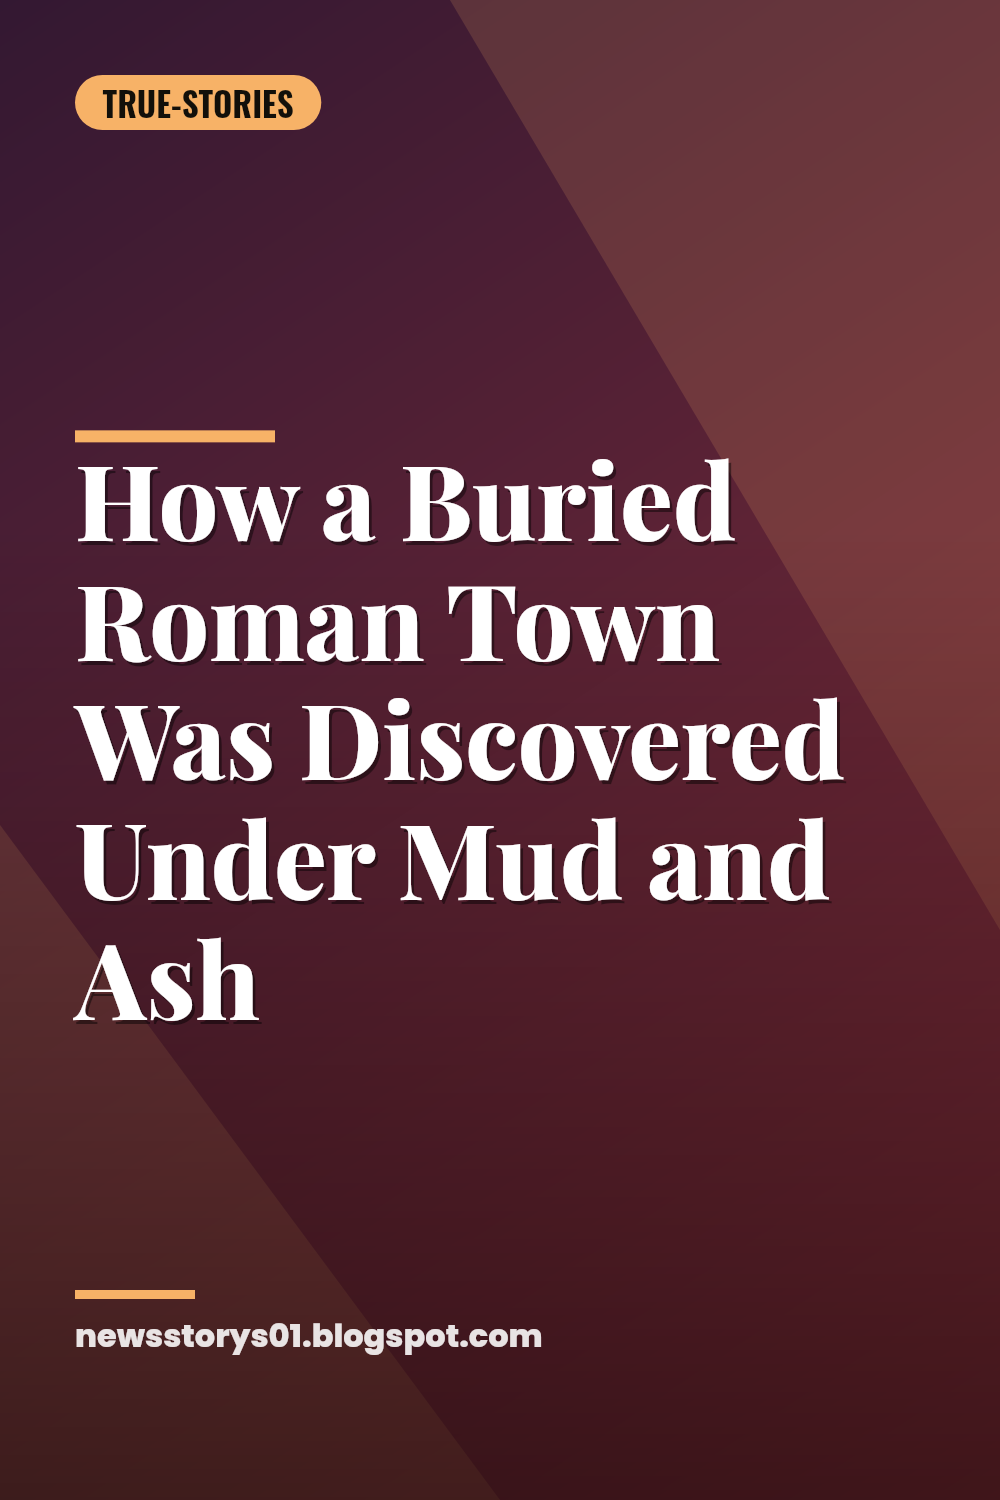 TRUE-STORIES
How a Buried
Roman Town
Was Discovered
Under Mud and
Ash
newsstorys01.blogspot.com